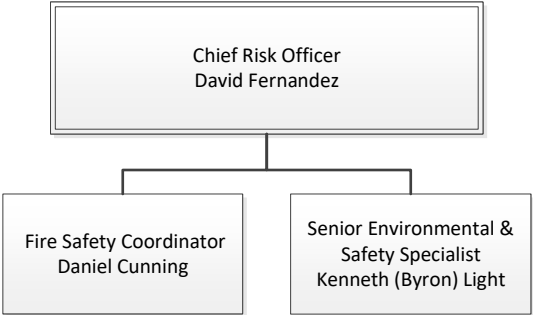 Chief Risk Officer
David Fernandez
Fire Safety Coordinator
Daniel Cunning
Senior Environmental &
Safety Specialist
Kenneth (Byron) Light